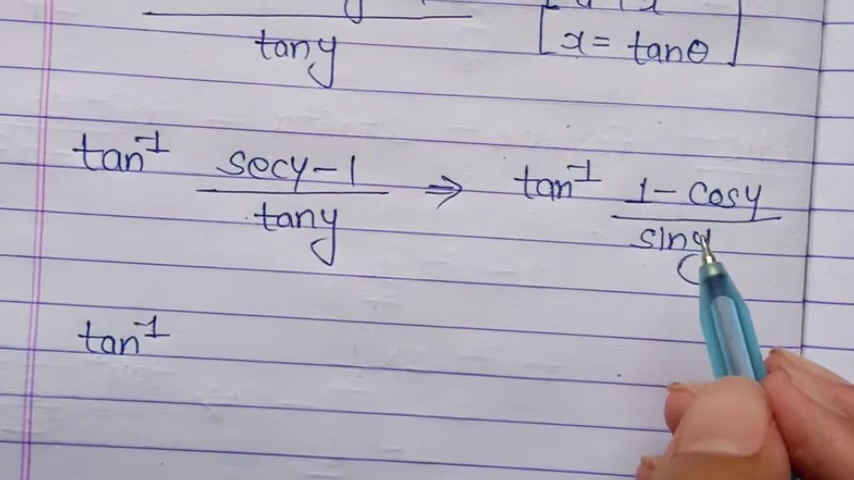 tany
x = tanθ
tan⁻¹ secy-1 / tany ⇒ tan⁻¹ 1-cosy / siny
tan⁻¹